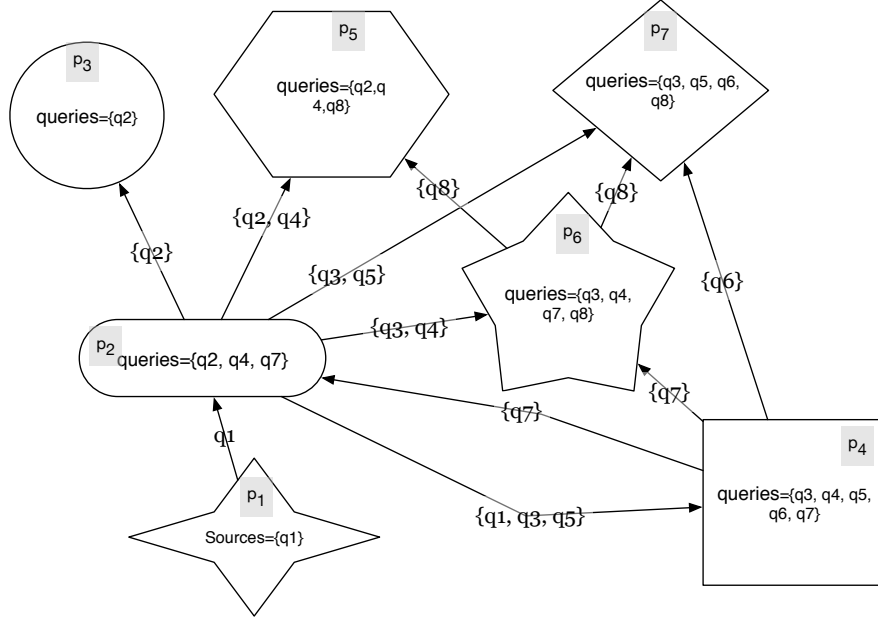 p3
queries={q2}
p5
queries={q2,q
4,q8}
p7
queries={q3, q5, q6,
q8}
{q8}
{q8}
{q2}
{q2, q4}
{q3, q5}
p6
queries={q3, q4,
q7, q8}
{q6}
p2
queries={q2, q4, q7}
{q3, q4}
{q7}
{q7}
q1
p4
queries={q3, q4, q5,
q6, q7}
p1
Sources={q1}
{q1, q3, q5}